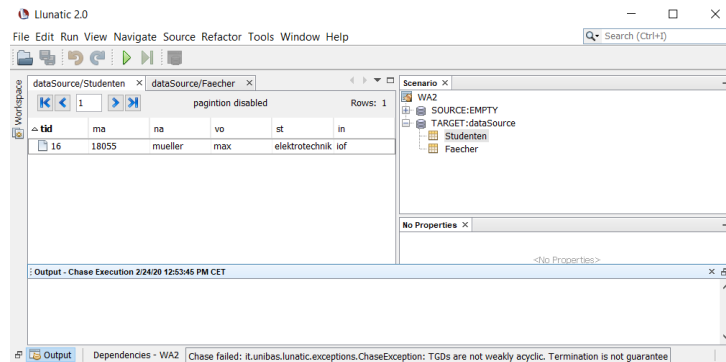 Llunatic 2.0
File Edit Run View Navigate Source Refactor Tools Window Help
Search (Ctrl+I)
Workspace
dataSource/Studenten × dataSource/Faecher ×
1 pagintion disabled Rows: 1
tid ma na vo st in
16 18055 mueller max elektrotechnik iof
Scenario ×
WA2
SOURCE:EMPTY
TARGET:dataSource
Studenten
Faecher
No Properties ×
<No Properties>
Output - Chase Execution 2/24/20 12:53:45 PM CET
Output Dependencies - WA2 Chase failed: it.unibas.lunatic.exceptions.ChaseException: TGDs are not weakly acyclic. Termination is not guarantee